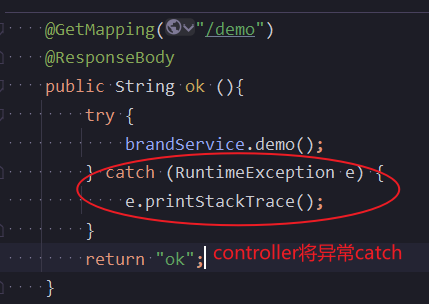 @GetMapping("/demo")
@ResponseBody
public String ok (){
try {
brandService.demo();
} catch (RuntimeException e) {
e.printStackTrace();
}
return "ok"; controller将异常catch
}